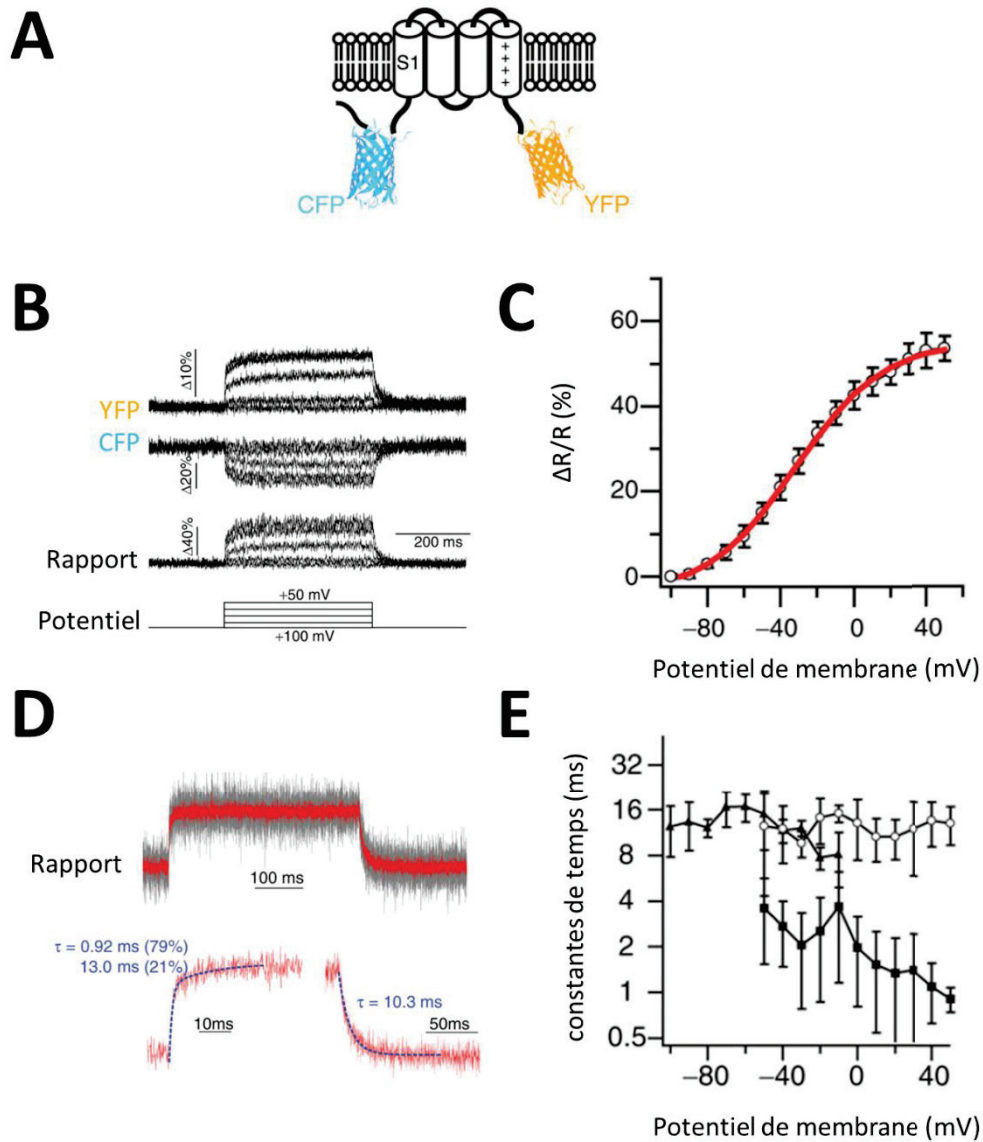 A
S1
+
+
+
+
CFP
YFP
B
Δ10%
YFP
CFP
Δ20%
Δ40%
200 ms
Rapport
+50 mV
Potentiel
+100 mV
C
60
40
20
0
ΔR/R (%)
−80
−40
0
40
Potentiel de membrane (mV)
D
Rapport
100 ms
τ = 0.92 ms (79%)
13.0 ms (21%)
τ = 10.3 ms
10ms
50ms
E
constantes de temps (ms)
32
16
8
4
2
1
0.5
−80
−40
0
40
Potentiel de membrane (mV)